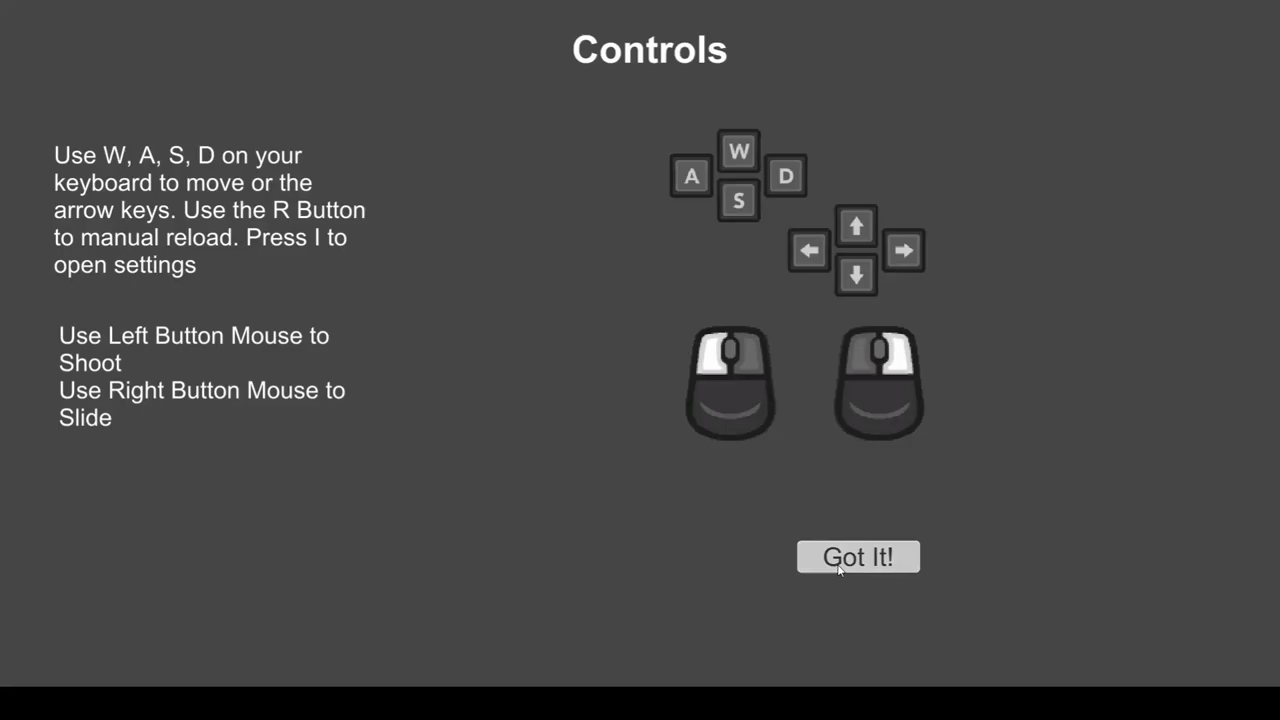 Controls
Use W, A, S, D on your
keyboard to move or the
arrow keys. Use the R Button
to manual reload. Press I to
open settings
W
A
D
S
Use Left Button Mouse to
Shoot
Use Right Button Mouse to
Slide
Got It!